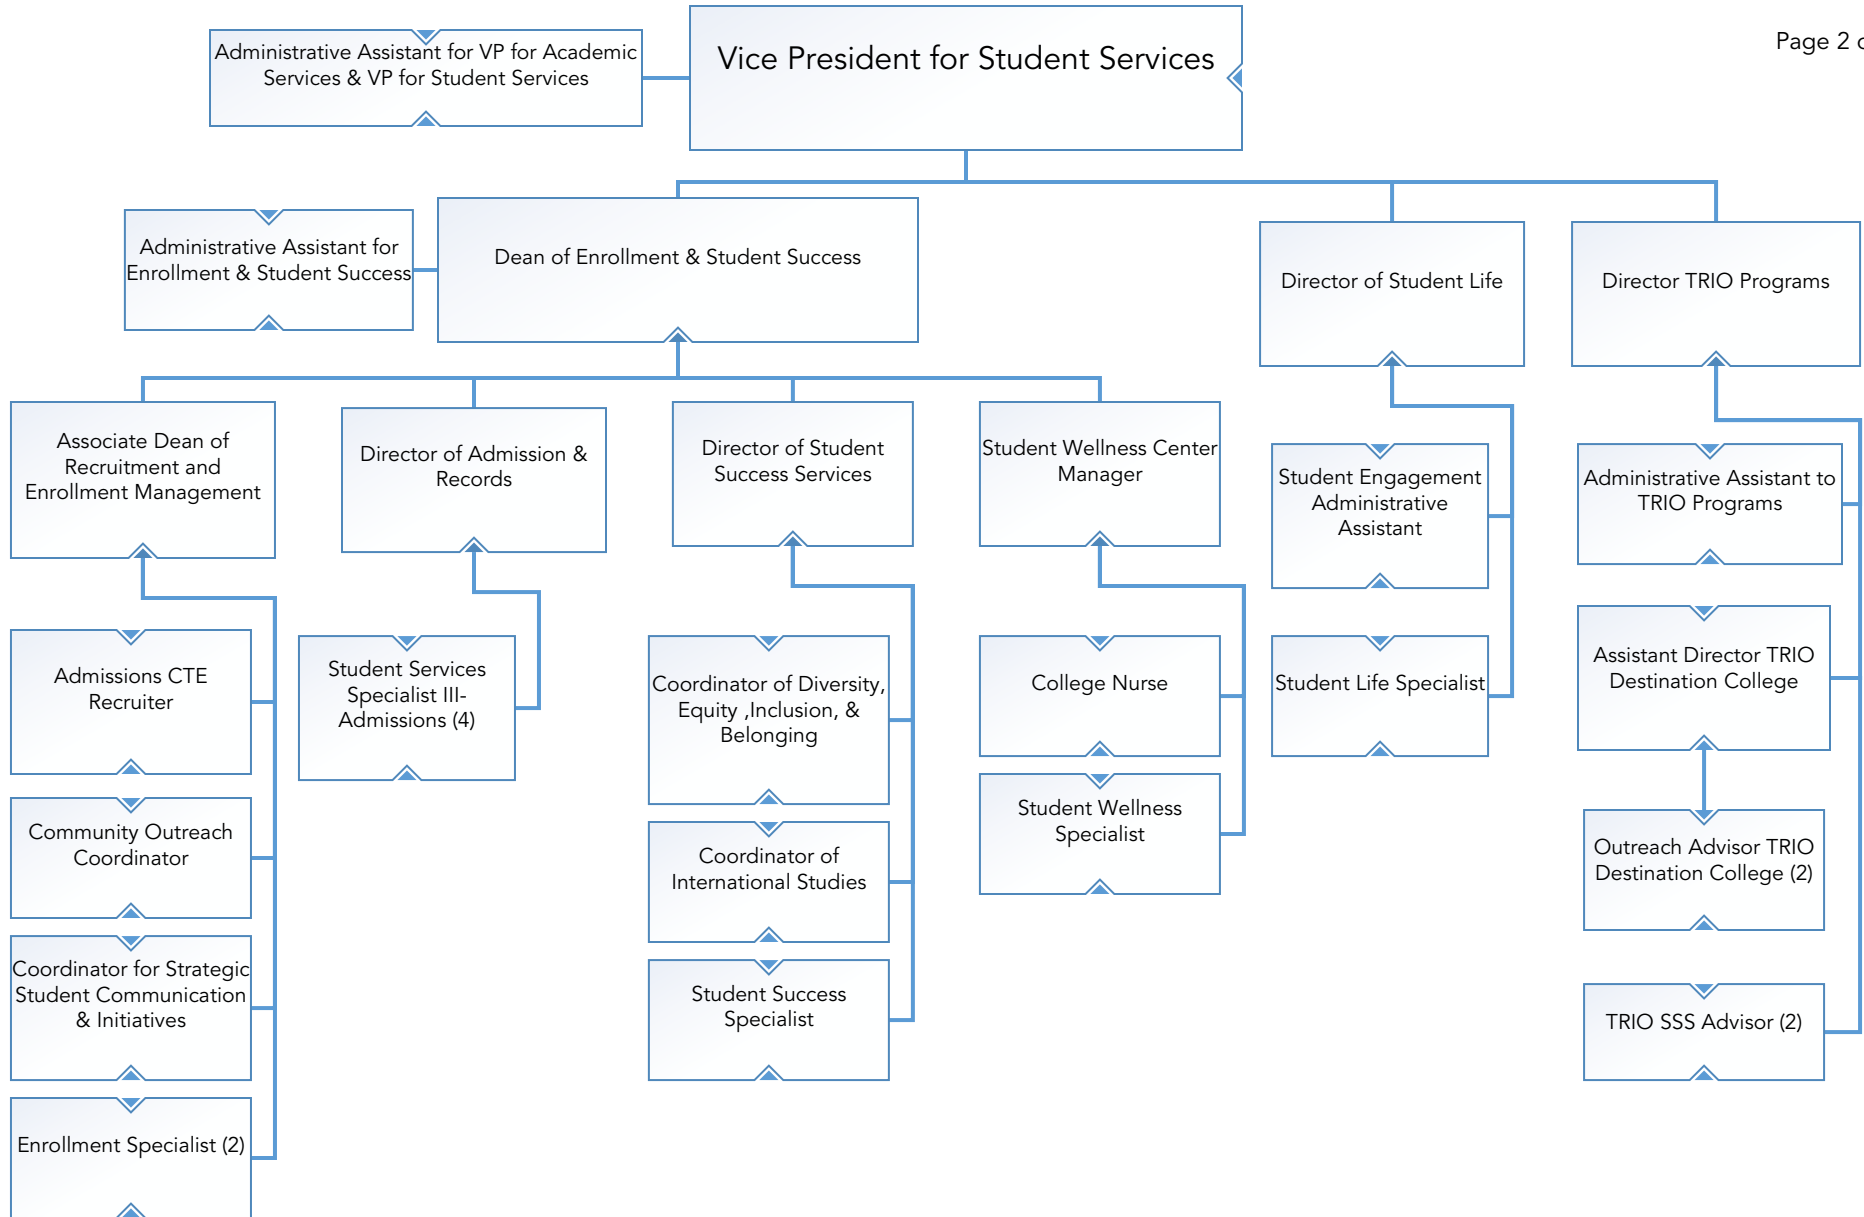 Page 2 o
Administrative Assistant for VP for Academic
Services & VP for Student Services
Vice President for Student Services
Administrative Assistant for
Enrollment & Student Success
Dean of Enrollment & Student Success
Director of Student Life
Director TRIO Programs
Associate Dean of
Recruitment and
Enrollment Management
Director of Admission &
Records
Director of Student
Success Services
Student Wellness Center
Manager
Student Engagement
Administrative
Assistant
Administrative Assistant to
TRIO Programs
Admissions CTE
Recruiter
Student Services
Specialist III-
Admissions (4)
Coordinator of Diversity,
Equity ,Inclusion, &
Belonging
College Nurse
Student Life Specialist
Assistant Director TRIO
Destination College
Community Outreach
Coordinator
Coordinator of
International Studies
Student Wellness
Specialist
Outreach Advisor TRIO
Destination College (2)
Coordinator for Strategic
Student Communication
& Initiatives
Student Success
Specialist
TRIO SSS Advisor (2)
Enrollment Specialist (2)